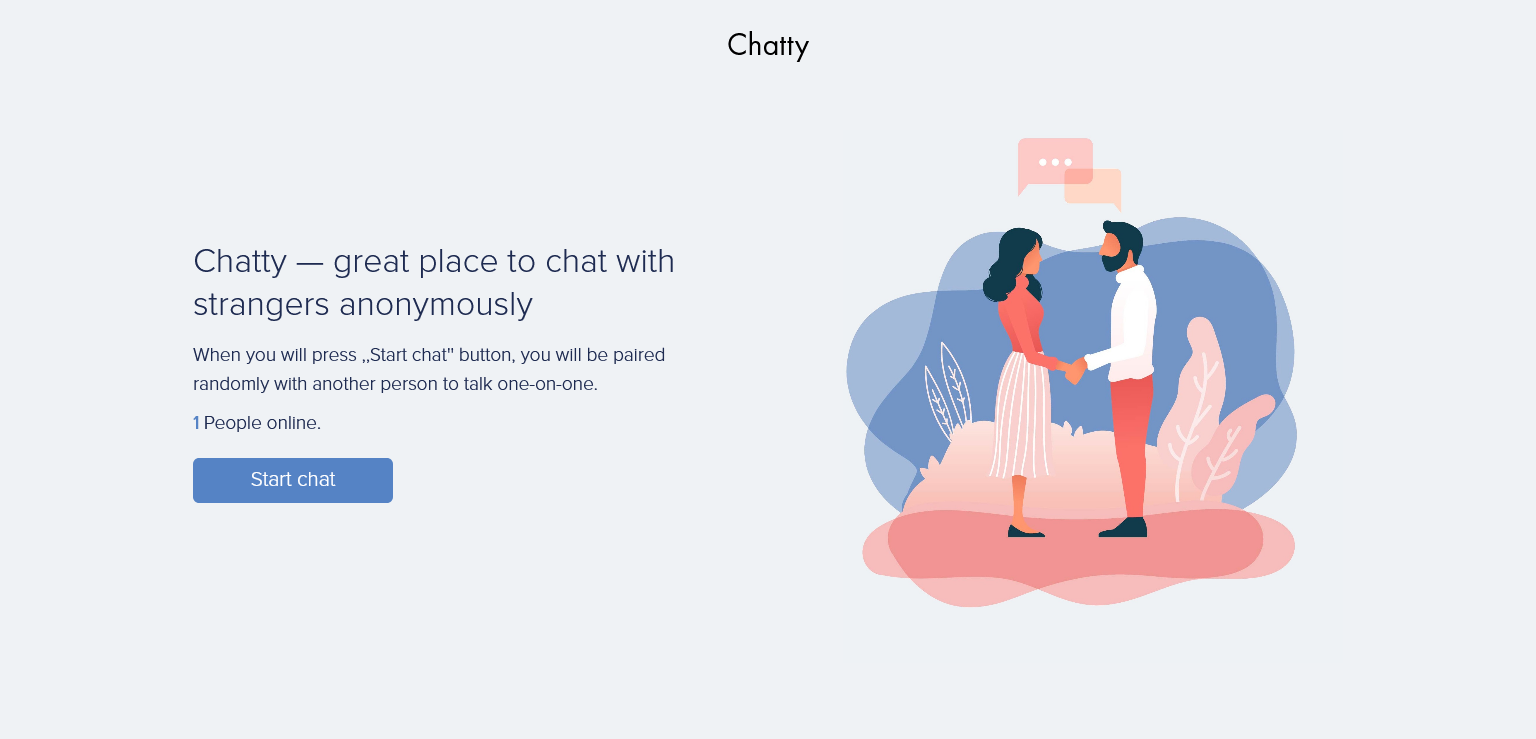 Chatty
Chatty — great place to chat with
strangers anonymously
When you will press ,,Start chat" button, you will be paired
randomly with another person to talk one-on-one.
1 People online.
Start chat